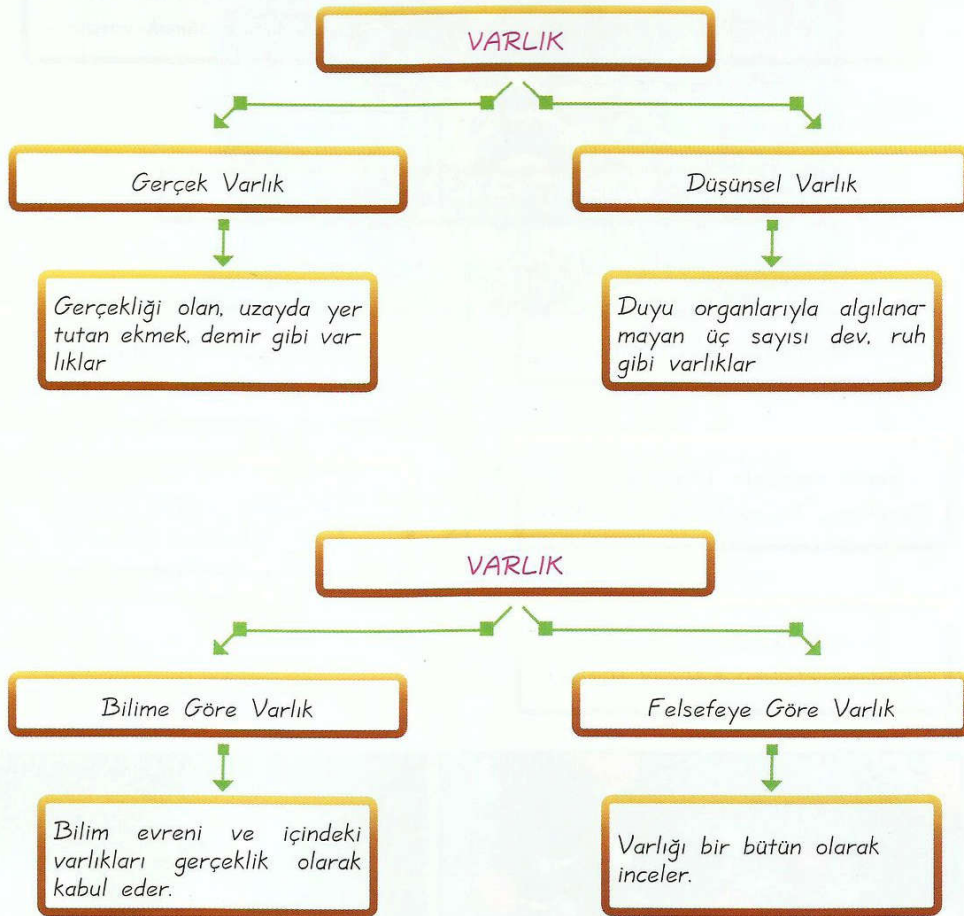 VARLIK
Gerçek Varlık
Düşünsel Varlık
Gerçekliği olan, uzayda yer
tutan ekmek, demir gibi var-
lıklar
Duyu organlarıyla algılana-
mayan üç sayısı dev, ruh
gibi varlıklar
VARLIK
Bilime Göre Varlık
Felsefeye Göre Varlık
Bilim evreni ve içindeki
varlıkları gerçeklik olarak
kabul eder.
Varlığı bir bütün olarak
inceler.